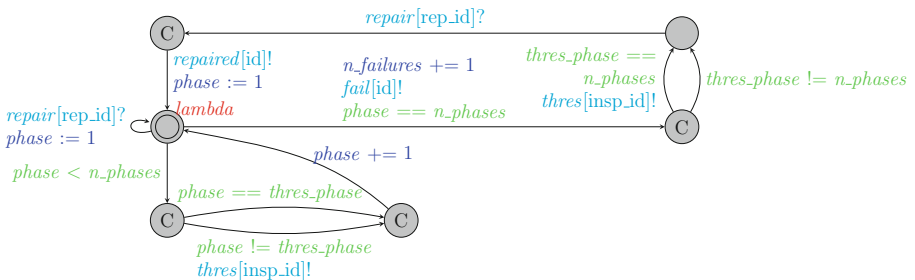 repair[rep_id]?
C
repaired[id]!
phase := 1
n_failures += 1
fail[id]!
phase == n_phases
thres_phase ==
n_phases
thres[insp_id]!
thres_phase != n_phases
lambda
repair[rep_id]?
phase := 1
C
phase += 1
phase < n_phases
phase == thres_phase
C
C
phase != thres_phase
thres[insp_id]!